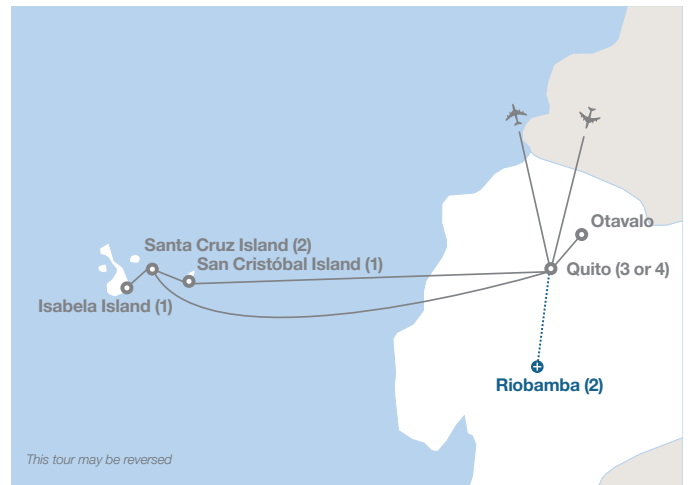 Otavalo
Santa Cruz Island (2)
San Cristóbal Island (1)
Quito (3 or 4)
Isabela Island (1)
Riobamba (2)
This tour may be reversed